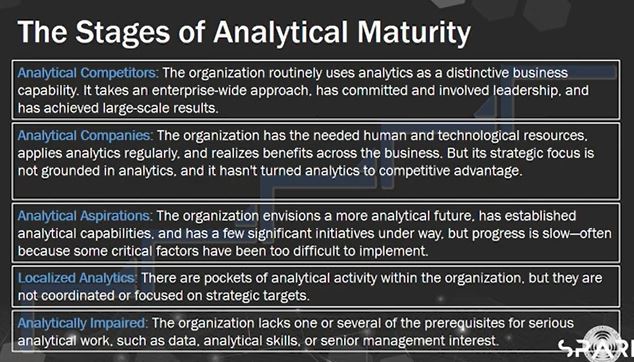 The Stages of Analytical Maturity
Analytical Competitors: The organization routinely uses analytics as a distinctive business
capability. It takes an enterprise-wide approach, has committed and involved leadership, and
has achieved large-scale results.
Analytical Companies: The organization has the needed human and technological resources,
applies analytics regularly, and realizes benefits across the business. But its strategic focus is
not grounded in analytics, and it hasn't turned analytics to competitive advantage.
Analytical Aspirations: The organization envisions a more analytical future, has established
analytical capabilities, and has a few significant initiatives under way, but progress is slow—often
because some critical factors have been too difficult to implement.
Localized Analytics: There are pockets of analytical activity within the organization, but they are
not coordinated or focused on strategic targets.
Analytically Impaired: The organization lacks one or several of the prerequisites for serious
analytical work, such as data, analytical skills, or senior management interest.